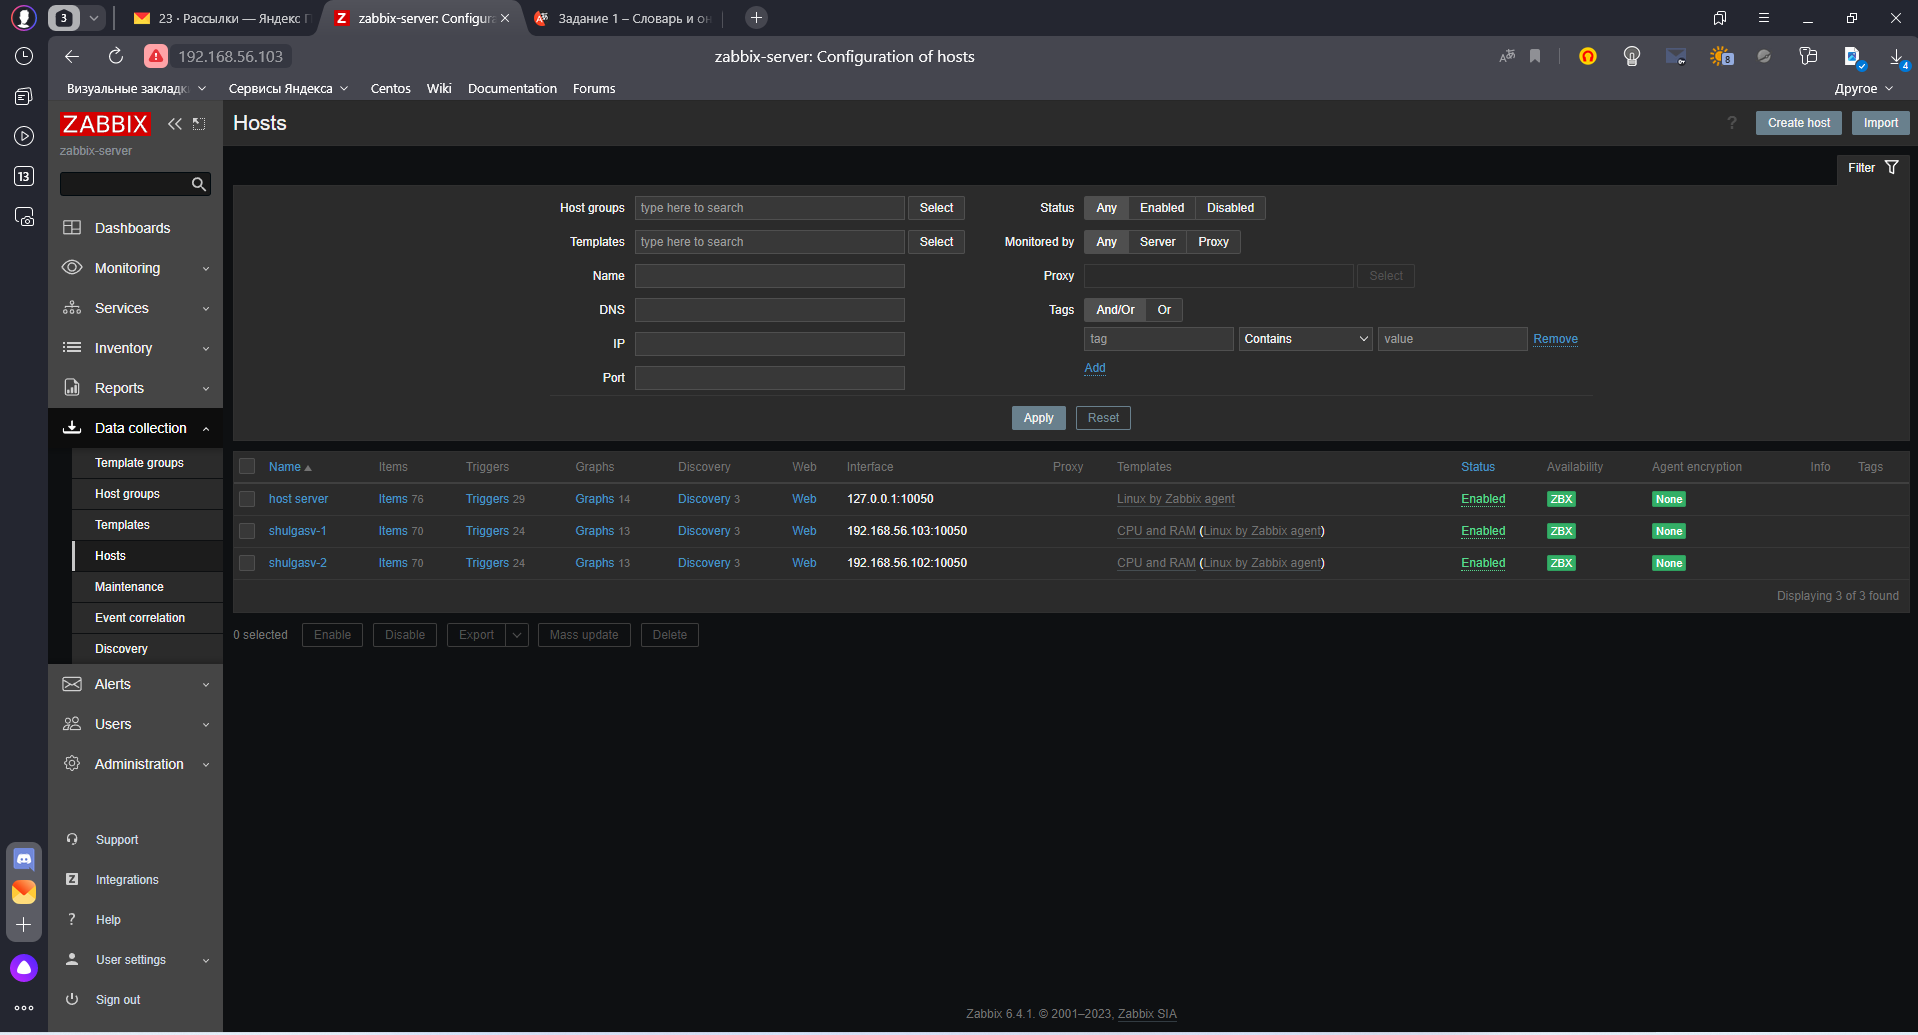 3
23 · Рассылки — Яндекс П
zabbix-server: Configura
Задание 1 – Словарь и он
192.168.56.103
zabbix-server: Configuration of hosts
8
4
Визуальные закладк
Сервисы Яндекса
Centos
Wiki
Documentation
Forums
Другое
13
ZABBIX
zabbix-server
Dashboards
Monitoring
Services
Inventory
Reports
Data collection
Template groups
Host groups
Templates
Hosts
Maintenance
Event correlation
Discovery
Alerts
Users
Administration
Support
Integrations
Help
User settings
Sign out
Hosts
?
Create host
Import
Filter
Host groups type here to search Select
Templates type here to search Select
Name
DNS
IP
Port
Status Any Enabled Disabled
Monitored by Any Server Proxy
Proxy Select
Tags And/Or Or
tag Contains value Remove
Add
Apply Reset
Name Items Triggers Graphs Discovery Web Interface Proxy Templates Status Availability Agent encryption Info Tags
host server Items 76 Triggers 29 Graphs 14 Discovery 3 Web 127.0.0.1:10050 Linux by Zabbix agent Enabled ZBX None
shulgasv-1 Items 70 Triggers 24 Graphs 13 Discovery 3 Web 192.168.56.103:10050 CPU and RAM (Linux by Zabbix agent) Enabled ZBX None
shulgasv-2 Items 70 Triggers 24 Graphs 13 Discovery 3 Web 192.168.56.102:10050 CPU and RAM (Linux by Zabbix agent) Enabled ZBX None
Displaying 3 of 3 found
0 selected Enable Disable Export Mass update Delete
Zabbix 6.4.1. © 2001–2023, Zabbix SIA